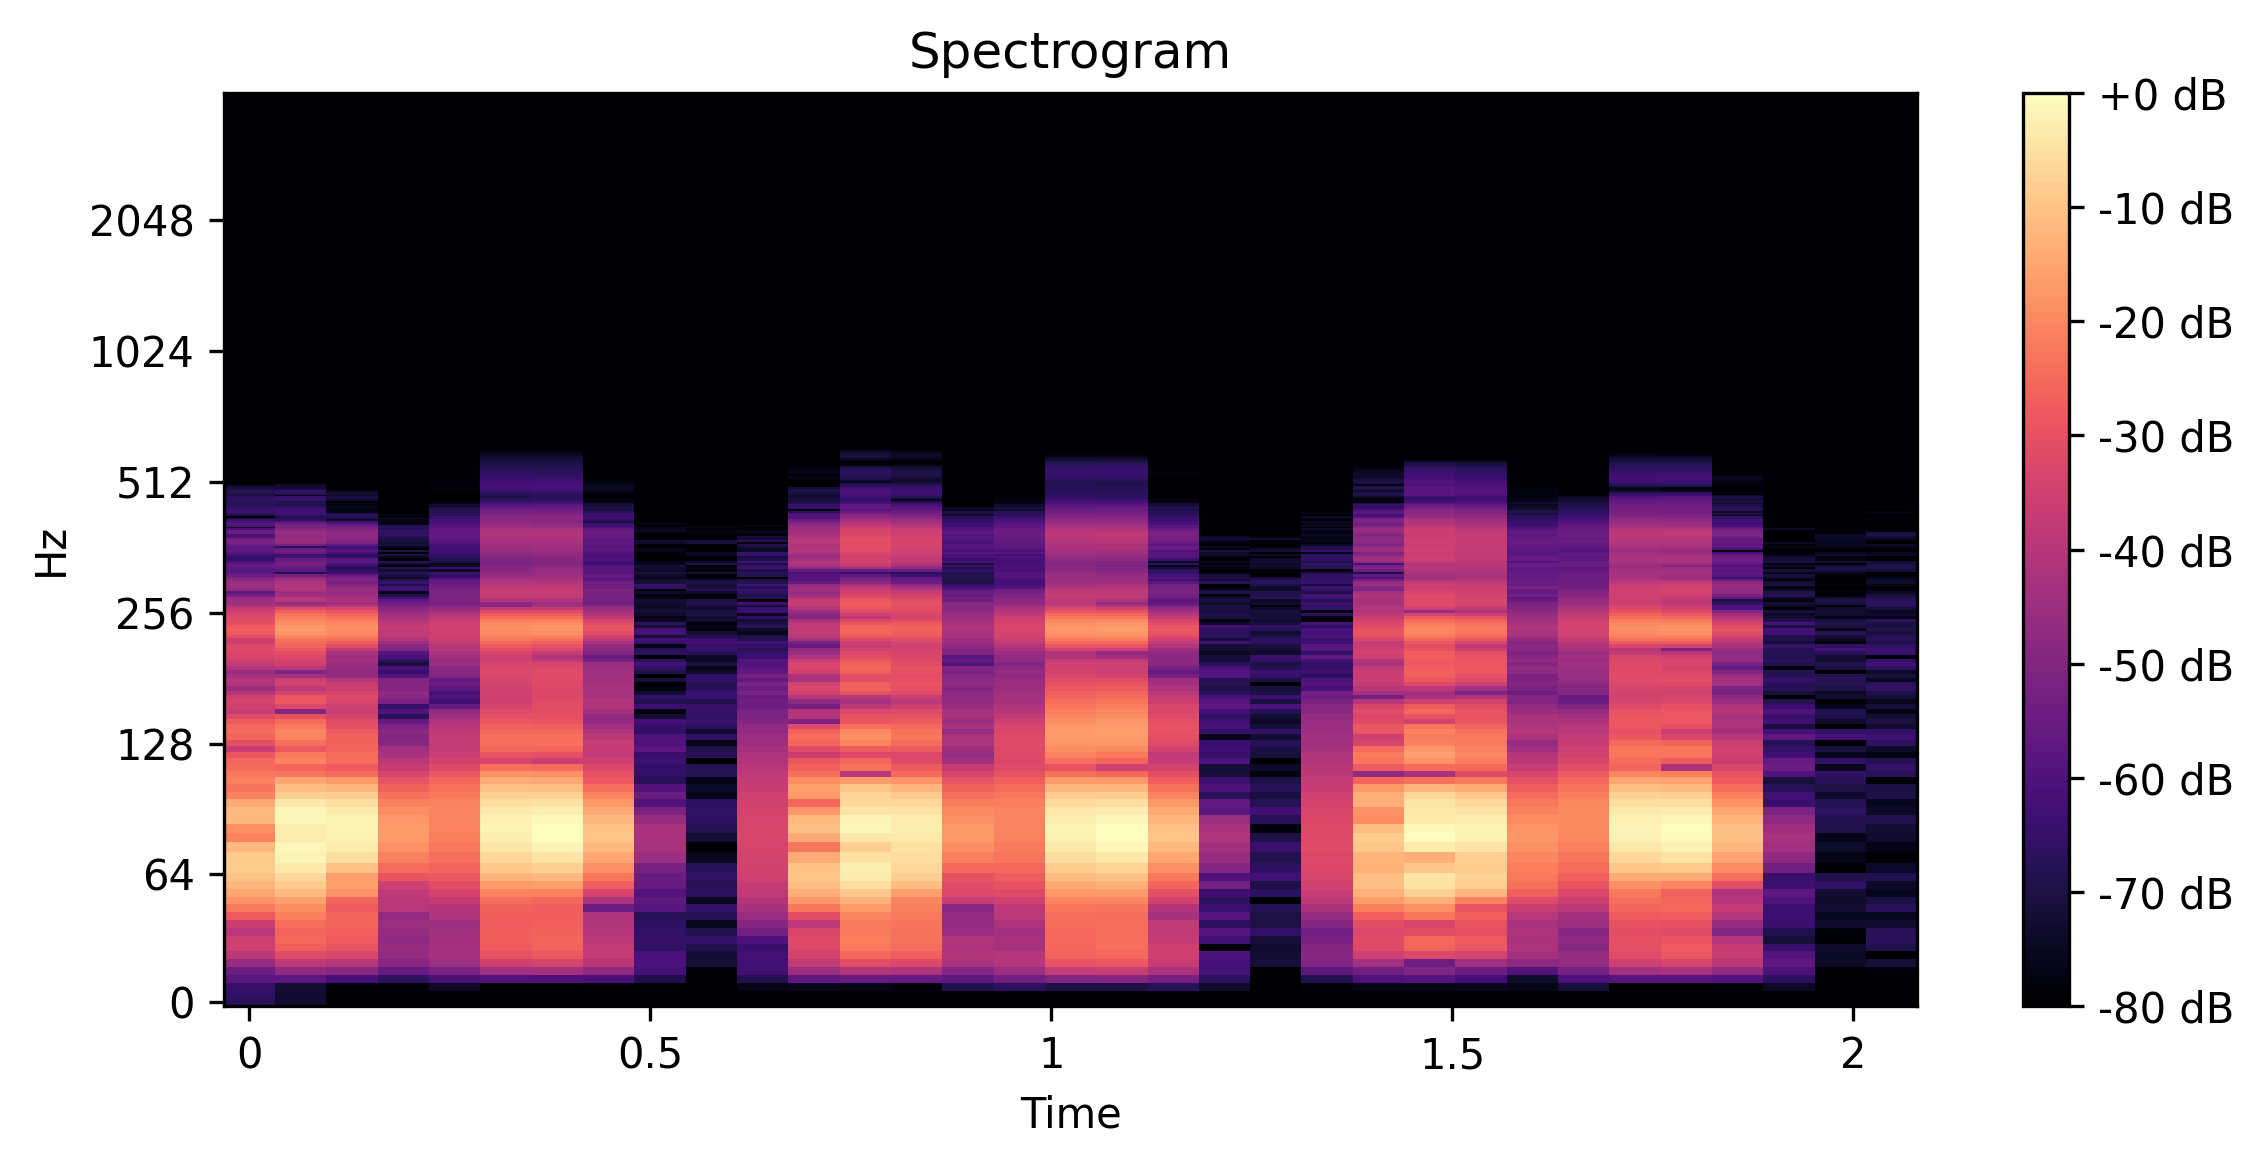 Spectrogram
+0 dB
2048
-10 dB
-20 dB
1024
-30 dB
512
-40 dB
Hz
256
-50 dB
128
-60 dB
64
-70 dB
0
-80 dB
0 0.5 1 1.5 2
Time